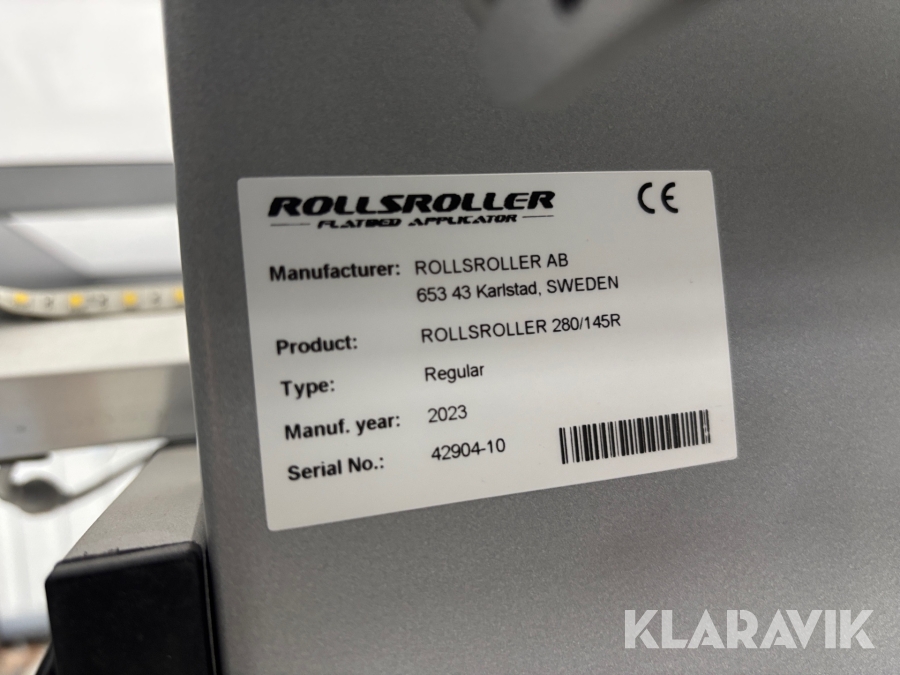 ROLLSROLLER
FLATBED APPLICATOR
CE
Manufacturer: ROLLSROLLER AB
653 43 Karlstad, SWEDEN
Product: ROLLSROLLER 280/145R
Type: Regular
Manuf. year: 2023
Serial No.: 42904-10
KLARAVIK